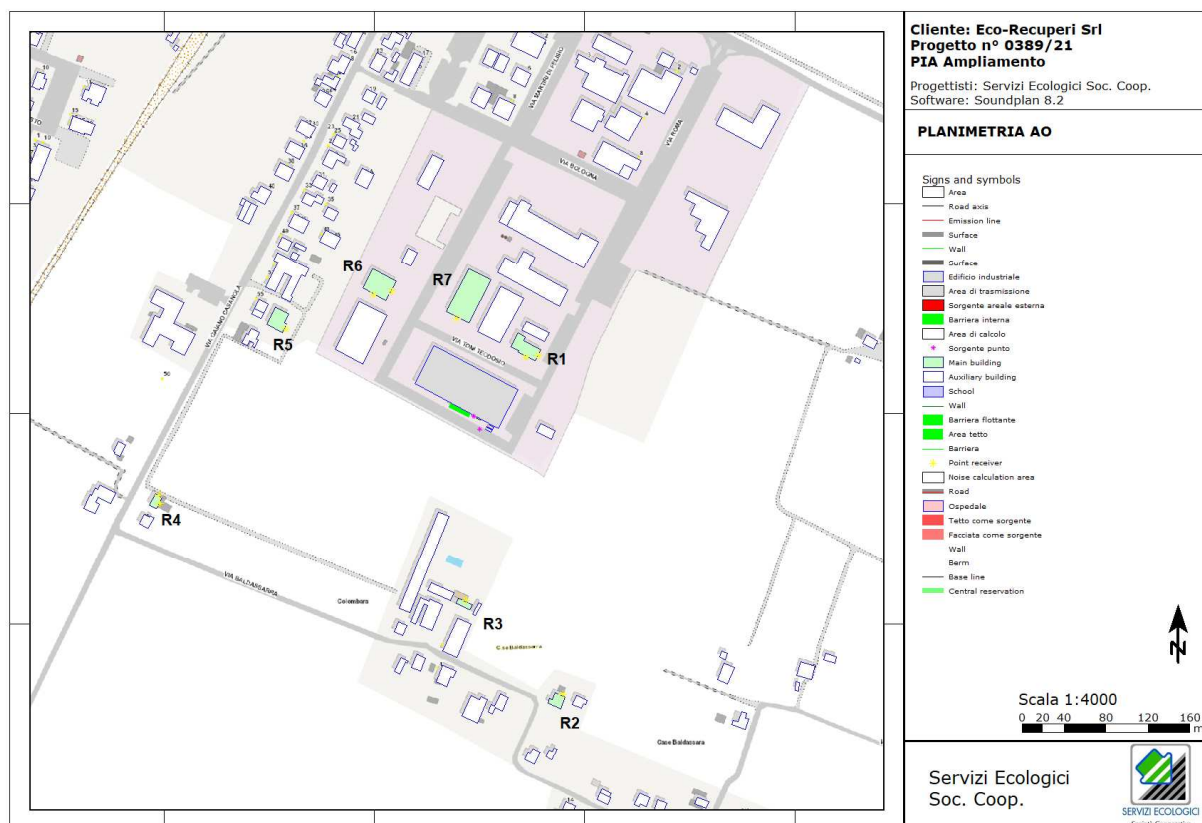 Cliente: Eco-Recuperi Srl
Progetto n° 0389/21
PIA Ampliamento
Progettisti: Servizi Ecologici Soc. Coop.
Software: Soundplan 8.2
PLANIMETRIA AO
Signs and symbols
Area
Road axis
Emission line
Surface
Wall
Surface
Edificio industriale
Area di trasmissione
Sorgente areale esterna
Barriera interna
Area di calcolo
Sorgente punto
Main building
Auxiliary building
School
Wall
Barriera flottante
Area tetto
Barriera
Point receiver
Noise calculation area
Road
Ospedale
Tetto come sorgente
Facciata come sorgente
Wall
Berm
Base line
Central reservation
N
Scala 1:4000
0 20 40 80 120 160
m
Servizi Ecologici
Soc. Coop.
SERVIZI ECOLOGICI
VIA ROMA
VIA BOLOGNA
R6
R7
R1
R5
R4
R3
R2
VIA BALDASSARRA
Colombara
Case Baldassara